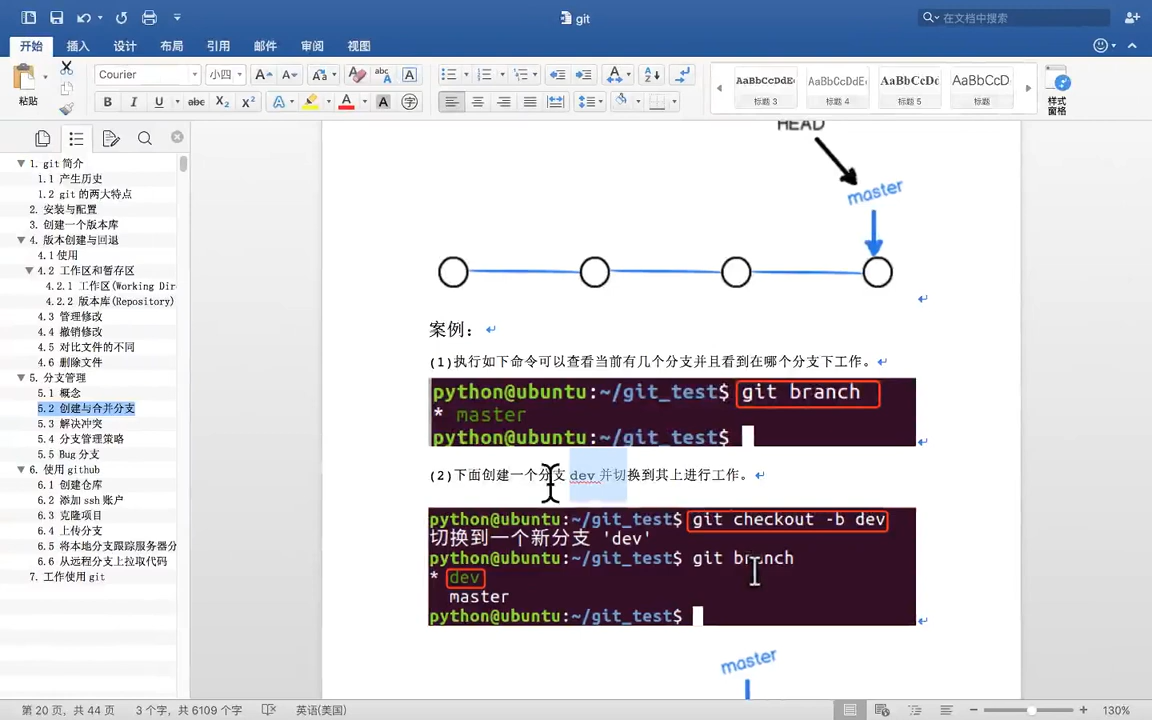 git
在文档中搜索
开始 插入 设计 布局 引用 邮件 审阅 视图
粘贴
Courier 小四
AaBbCcDdE
标题 3
AaBbCcDdE
标题 4
AaBbCcDc
标题 5
AaBbCcD
标题
样式
窗格
1. git 简介
1.1 产生历史
1.2 git 的两大特点
2. 安装与配置
3. 创建一个版本库
4. 版本创建与回退
4.1 使用
4.2 工作区和暂存区
4.2.1 工作区(Working Dir
4.2.2 版本库(Repository)
4.3 管理修改
4.4 撤销修改
4.5 对比文件的不同
4.6 删除文件
5. 分支管理
5.1 概念
5.2 创建与合并分支
5.3 解决冲突
5.4 分支管理策略
5.5 Bug 分支
6. 使用 github
6.1 创建仓库
6.2 添加 ssh 账户
6.3 克隆项目
6.4 上传分支
6.5 将本地分支跟踪服务器分
6.6 从远程分支上拉取代码
7. 工作使用 git
HEAD
master
案例：
(1)执行如下命令可以查看当前有几个分支并且看到在哪个分支下工作。
python@ubuntu:~/git_test$ git branch
* master
python@ubuntu:~/git_test$
(2)下面创建一个分支 dev 并切换到其上进行工作。
python@ubuntu:~/git_test$ git checkout -b dev
切换到一个新分支 'dev'
python@ubuntu:~/git_test$ git branch
* dev
master
python@ubuntu:~/git_test$
master
第 20 页，共 44 页 3 个字，共 6109 个字 英语(美国) 130%